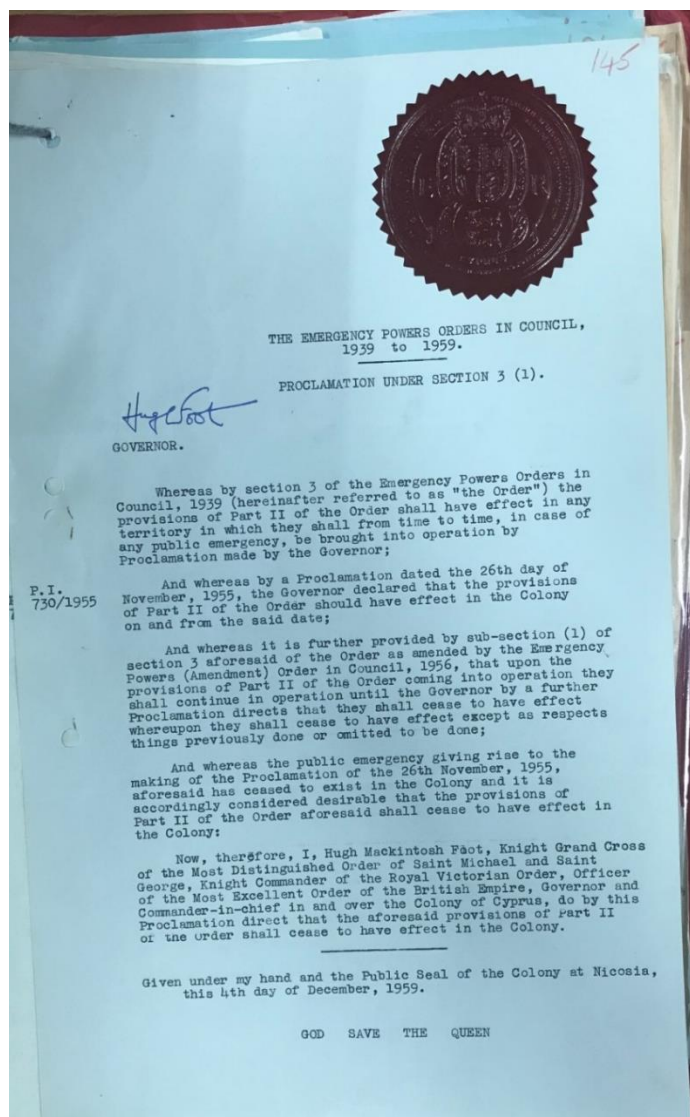 145
THE EMERGENCY POWERS ORDERS IN COUNCIL,
1939 to 1959.
PROCLAMATION UNDER SECTION 3 (1).
Hugh Foot
GOVERNOR.
Whereas by section 3 of the Emergency Powers Orders in
Council, 1939 (hereinafter referred to as "the Order") the
provisions of Part II of the Order shall have effect in any
territory in which they shall from time to time, in case of
any public emergency, be brought into operation by
Proclamation made by the Governor;
P.I.
730/1955
And whereas by a Proclamation dated the 26th day of
November, 1955, the Governor declared that the provisions
of Part II of the Order should have effect in the Colony
on and from the said date;
And whereas it is further provided by sub-section (1) of
section 3 aforesaid of the Order as amended by the Emergency
Powers (Amendment) Order in Council, 1956, that upon the
provisions of Part II of the Order coming into operation they
shall continue in operation until the Governor by a further
Proclamation directs that they shall cease to have effect
whereupon they shall cease to have effect except as respects
things previously done or omitted to be done;
And whereas the public emergency giving rise to the
making of the Proclamation of the 26th November, 1955,
aforesaid has ceased to exist in the Colony and it is
accordingly considered desirable that the provisions of
Part II of the Order aforesaid shall cease to have effect in
the Colony:
Now, therefore, I, Hugh Mackintosh Foot, Knight Grand Cross
of the Most Distinguished Order of Saint Michael and Saint
George, Knight Commander of the Royal Victorian Order, Officer
of the Most Excellent Order of the British Empire, Governor and
Commander-in-chief in and over the Colony of Cyprus, do by this
Proclamation direct that the aforesaid provisions of Part II
of the Order shall cease to have effect in the Colony.
Given under my hand and the Public Seal of the Colony at Nicosia,
this 4th day of December, 1959.
GOD SAVE THE QUEEN